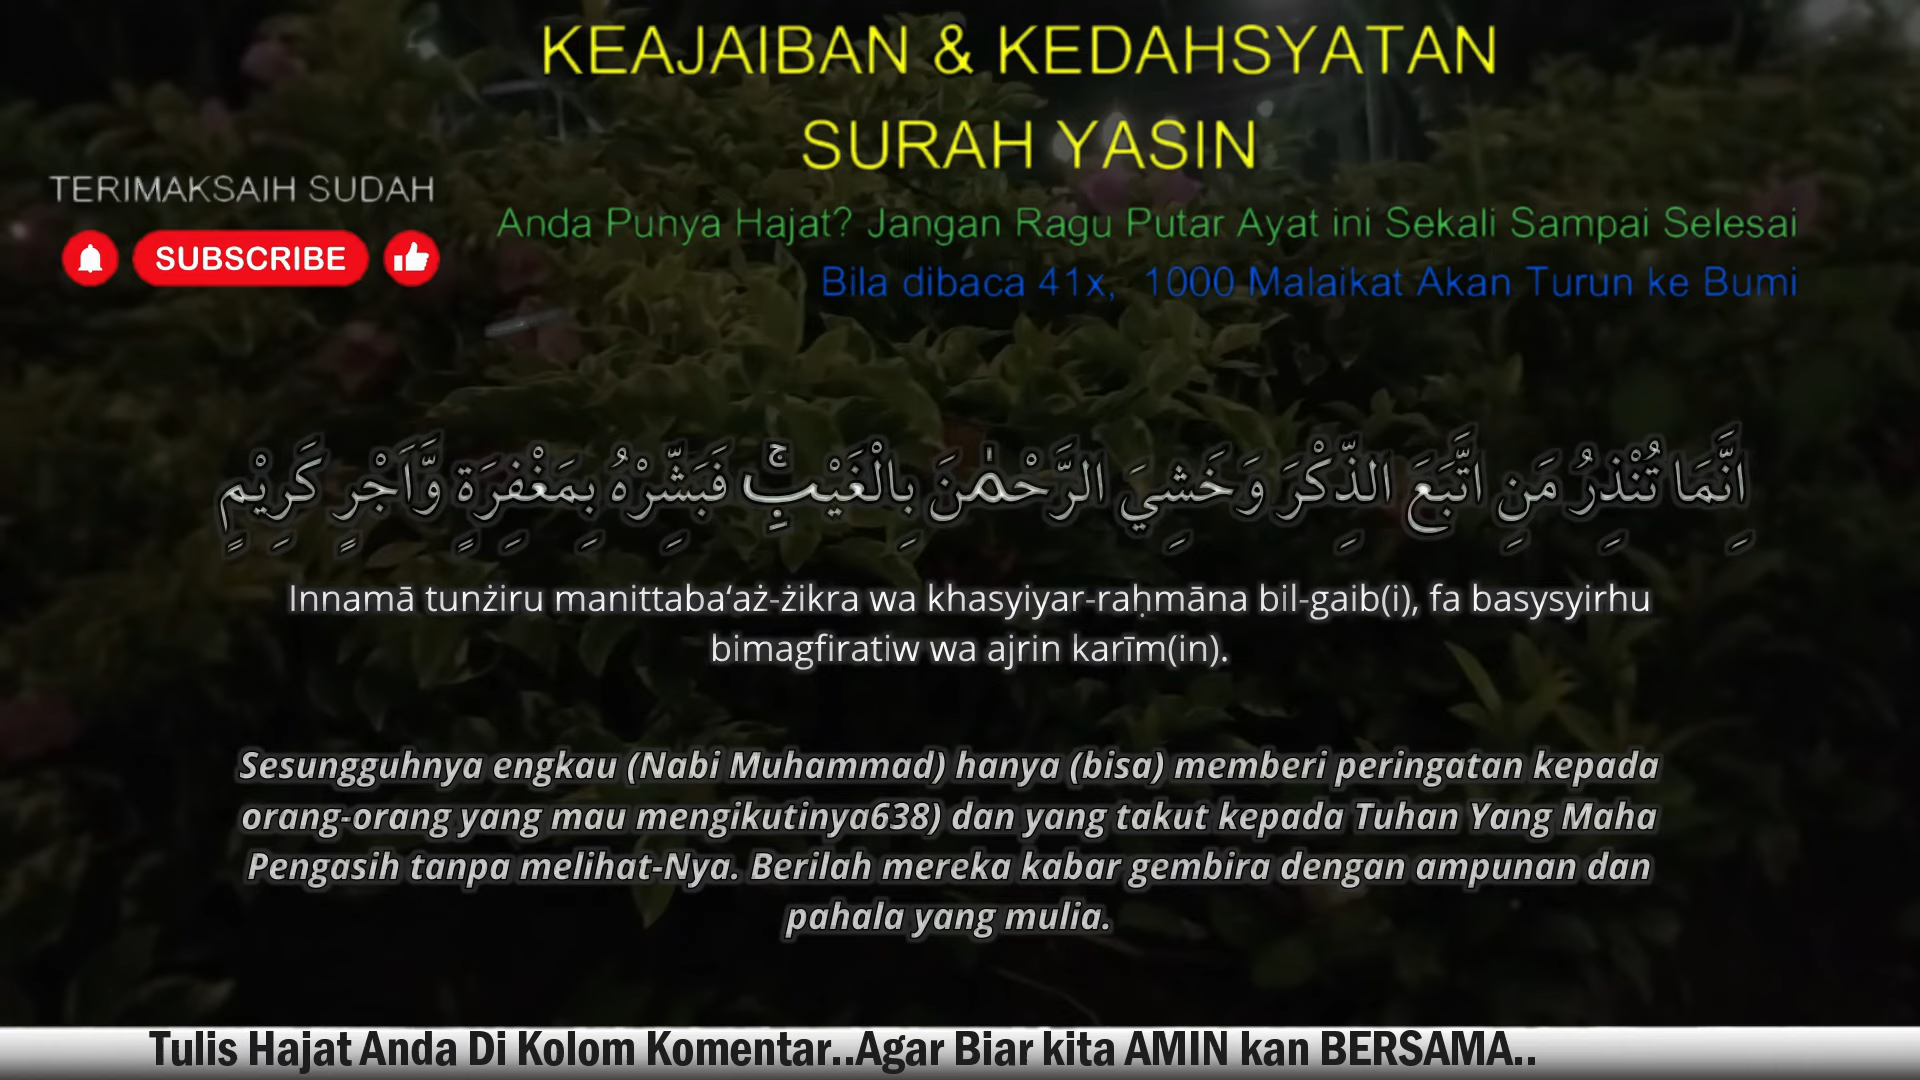 KEAJAIBAN & KEDAHSYATAN
SURAH YASIN
TERIMAKSAIH SUDAH
SUBSCRIBE
Anda Punya Hajat? Jangan Ragu Putar Ayat ini Sekali Sampai Selesai
Bila dibaca 41x, 1000 Malaikat Akan Turun ke Bumi
اِنَّمَا تُنْذِرُ مَنِ اتَّبَعَ الذِّكْرَ وَخَشِيَ الرَّحْمٰنَ بِالْغَيْبِۚ فَبَشِّرْهُ بِمَغْفِرَةٍ وَّاَجْرٍ كَرِيْمٍ
Innamā tunżiru manittaba‘aż-żikra wa khasyiyar-raḥmāna bil-gaib(i), fa basysyirhu
bimagfiratiw wa ajrin karīm(in).
Sesungguhnya engkau (Nabi Muhammad) hanya (bisa) memberi peringatan kepada
orang-orang yang mau mengikutinya638) dan yang takut kepada Tuhan Yang Maha
Pengasih tanpa melihat-Nya. Berilah mereka kabar gembira dengan ampunan dan
pahala yang mulia.
Tulis Hajat Anda Di Kolom Komentar..Agar Biar kita AMIN kan BERSAMA..